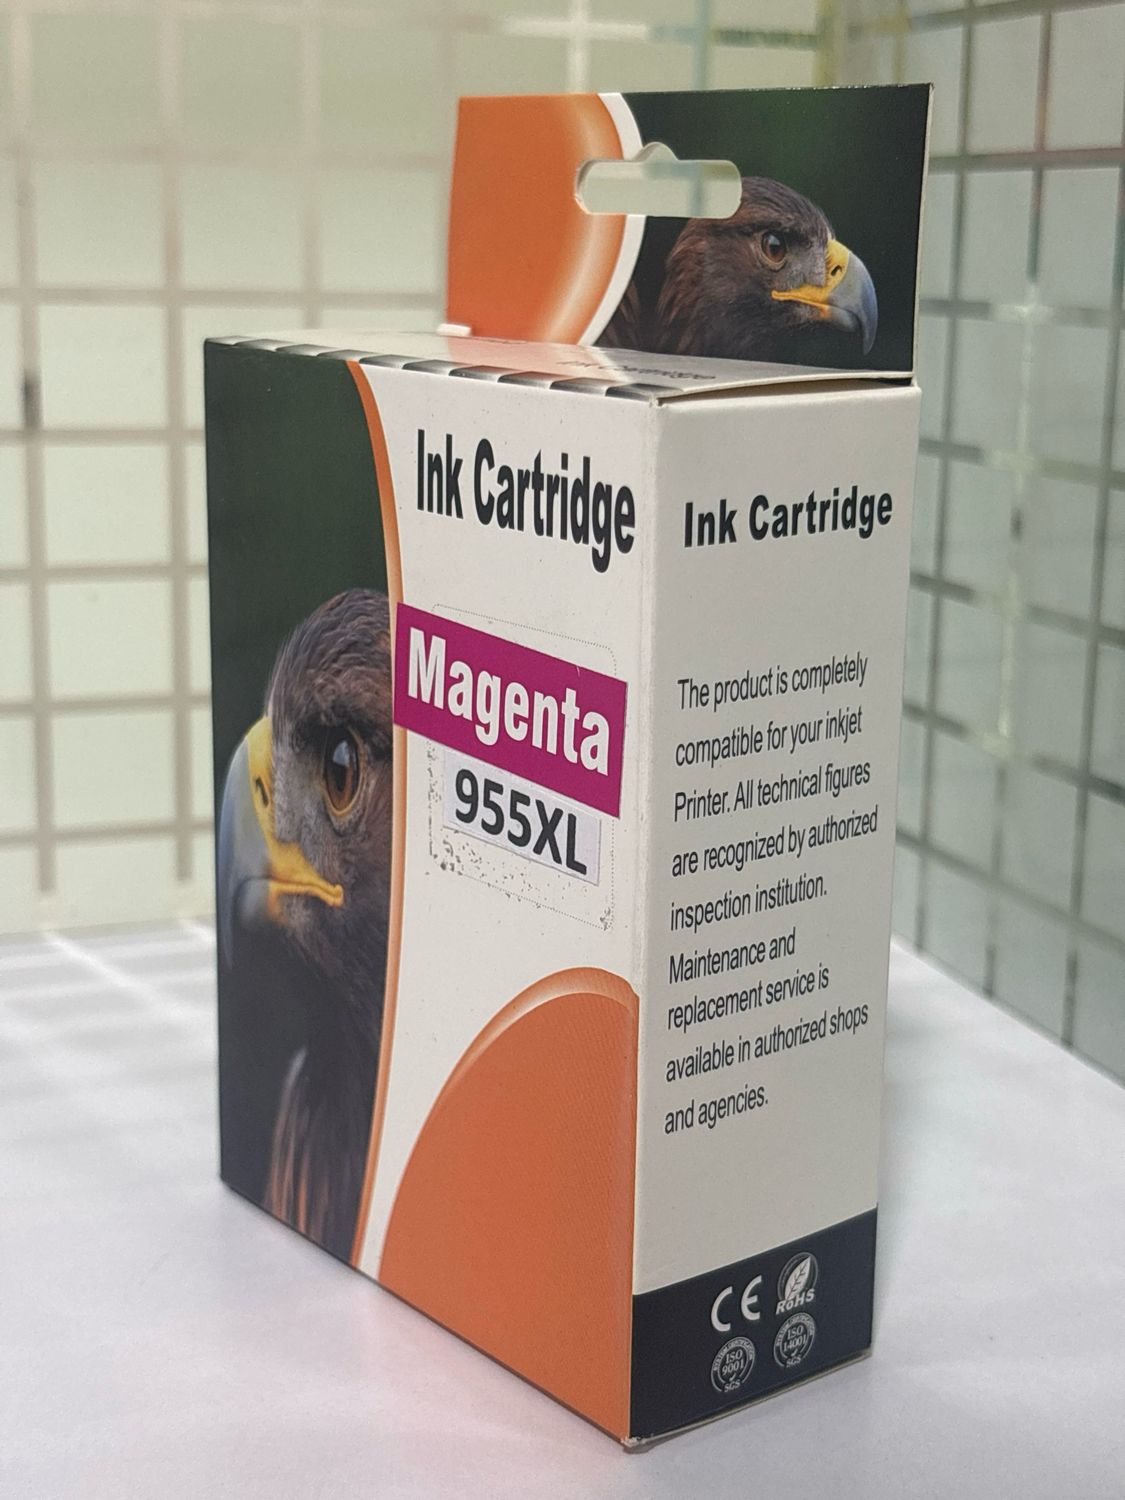 Ink Cartridge
Ink Cartridge
Magenta
955XL
Ink Cartridge
The product is completely
compatible for your inkjet
Printer. All technical figures
are recognized by authorized
inspection institution.
Maintenance and
replacement service is
available in authorized shops
and agencies.
CE
RoHS
ISO
9001
SGS
ISO
14001
SGS